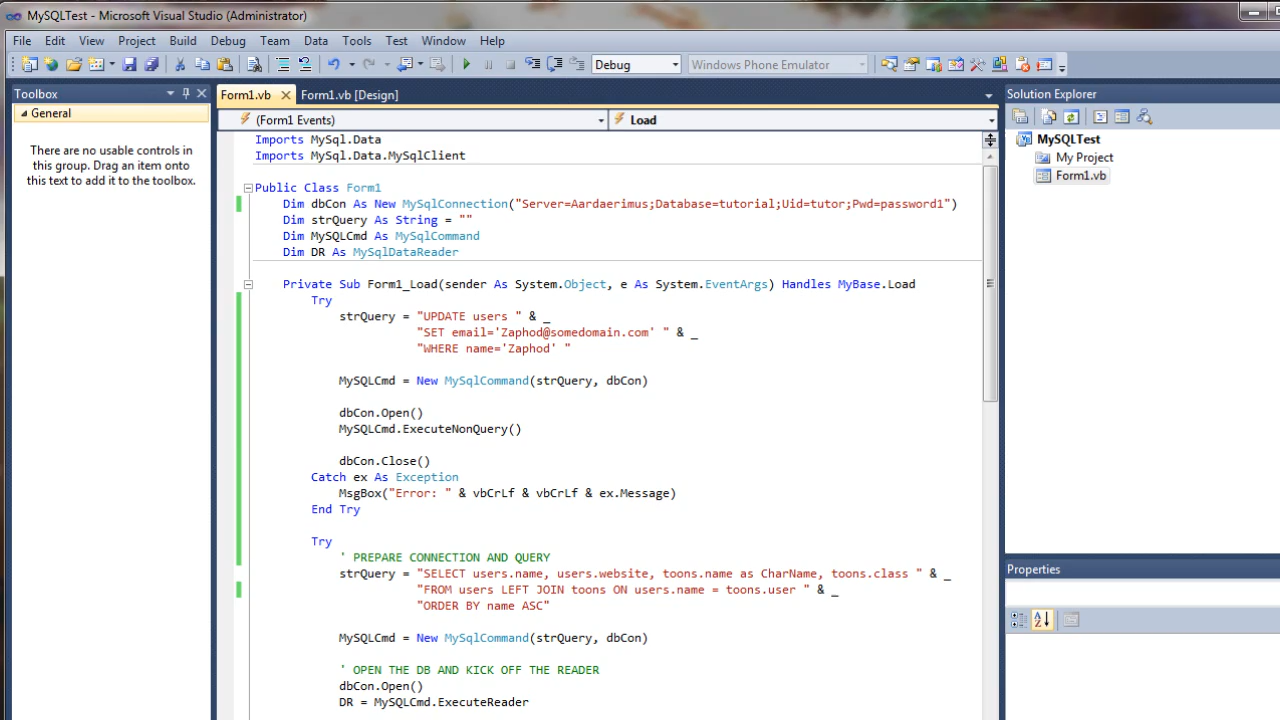 MySQLTest - Microsoft Visual Studio (Administrator)
File Edit View Project Build Debug Team Data Tools Test Window Help
Debug Windows Phone Emulator
Toolbox
General
There are no usable controls in
this group. Drag an item onto
this text to add it to the toolbox.
Form1.vb Form1.vb [Design]
(Form1 Events) Load
Imports MySql.Data
Imports MySql.Data.MySqlClient
Public Class Form1
Dim dbCon As New MySqlConnection("Server=Aardaerimus;Database=tutorial;Uid=tutor;Pwd=password1")
Dim strQuery As String = ""
Dim MySQLCmd As MySqlCommand
Dim DR As MySqlDataReader
Private Sub Form1_Load(sender As System.Object, e As System.EventArgs) Handles MyBase.Load
Try
strQuery = "UPDATE users " & _
"SET email='Zaphod@somedomain.com' " & _
"WHERE name='Zaphod' "
MySQLCmd = New MySqlCommand(strQuery, dbCon)
dbCon.Open()
MySQLCmd.ExecuteNonQuery()
dbCon.Close()
Catch ex As Exception
MsgBox("Error: " & vbCrLf & vbCrLf & ex.Message)
End Try
Try
' PREPARE CONNECTION AND QUERY
strQuery = "SELECT users.name, users.website, toons.name as CharName, toons.class " & _
"FROM users LEFT JOIN toons ON users.name = toons.user " & _
"ORDER BY name ASC"
MySQLCmd = New MySqlCommand(strQuery, dbCon)
' OPEN THE DB AND KICK OFF THE READER
dbCon.Open()
DR = MySQLCmd.ExecuteReader
Solution Explorer
MySQLTest
My Project
Form1.vb
Properties